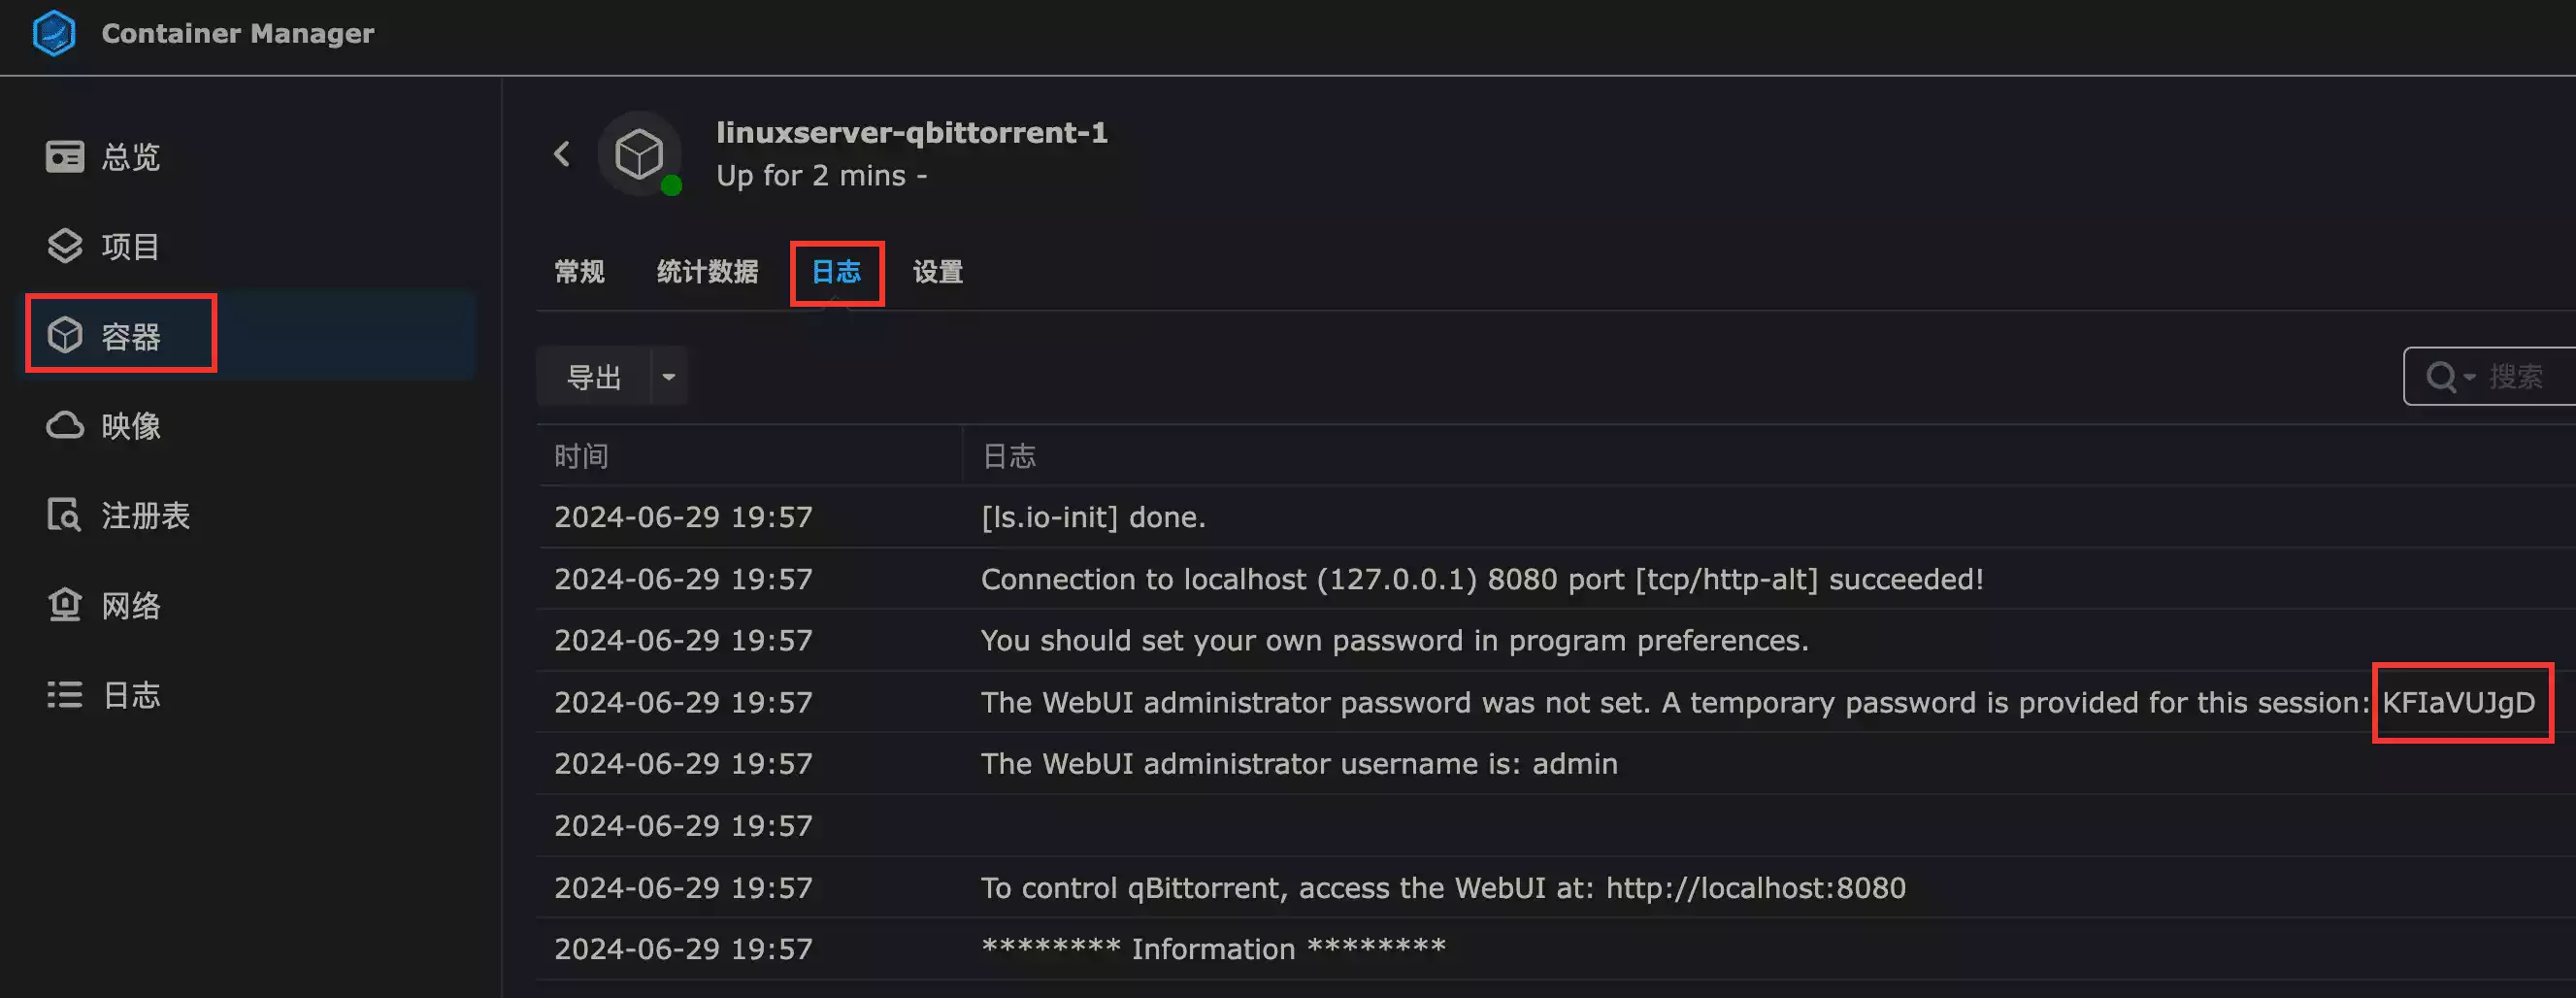 Container Manager
总览
项目
容器
映像
注册表
网络
日志
linuxserver-qbittorrent-1
Up for 2 mins -
常规 统计数据 日志 设置
导出
搜索
时间 日志
2024-06-29 19:57 [ls.io-init] done.
2024-06-29 19:57 Connection to localhost (127.0.0.1) 8080 port [tcp/http-alt] succeeded!
2024-06-29 19:57 You should set your own password in program preferences.
2024-06-29 19:57 The WebUI administrator password was not set. A temporary password is provided for this session: KFIaVUJgD
2024-06-29 19:57 The WebUI administrator username is: admin
2024-06-29 19:57
2024-06-29 19:57 To control qBittorrent, access the WebUI at: http://localhost:8080
2024-06-29 19:57 ******** Information ********